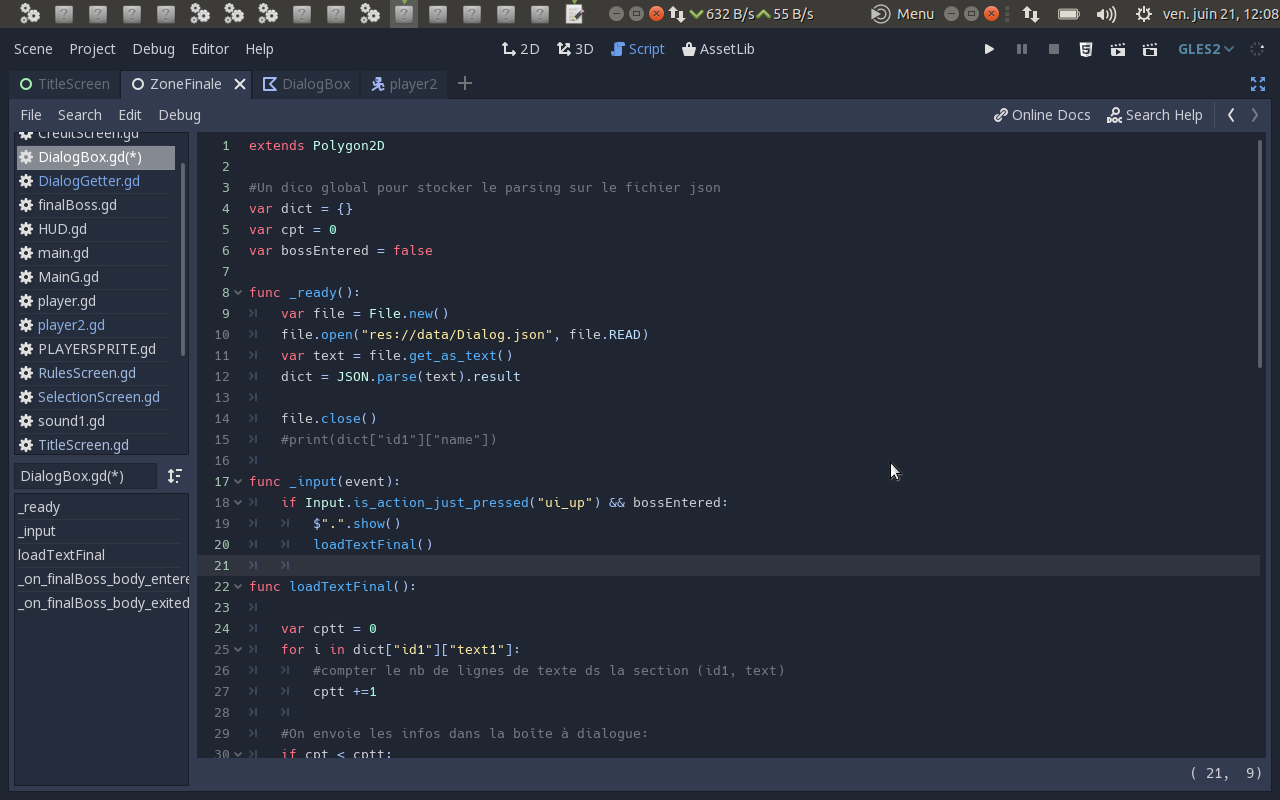 632 B/s 55 B/s Menu ven. juin 21, 12:08
Scene Project Debug Editor Help 2D 3D Script AssetLib GLES2
TitleScreen ZoneFinale DialogBox player2
File Search Edit Debug Online Docs Search Help
CreditScreen.gd
DialogBox.gd(*)
DialogGetter.gd
finalBoss.gd
HUD.gd
main.gd
MainG.gd
player.gd
player2.gd
PLAYERSPRITE.gd
RulesScreen.gd
SelectionScreen.gd
sound1.gd
TitleScreen.gd
DialogBox.gd(*)
_ready
_input
loadTextFinal
_on_finalBoss_body_entere
_on_finalBoss_body_exited
1 extends Polygon2D
2
3 #Un dico global pour stocker le parsing sur le fichier json
4 var dict = {}
5 var cpt = 0
6 var bossEntered = false
7
8 func _ready():
9 var file = File.new()
10 file.open("res://data/Dialog.json", file.READ)
11 var text = file.get_as_text()
12 dict = JSON.parse(text).result
13
14 file.close()
15 #print(dict["id1"]["name"])
16
17 func _input(event):
18 if Input.is_action_just_pressed("ui_up") && bossEntered:
19 $".".show()
20 loadTextFinal()
21
22 func loadTextFinal():
23
24 var cptt = 0
25 for i in dict["id1"]["text1"]:
26 #compter le nb de lignes de texte ds la section (id1, text)
27 cptt +=1
28
29 #On envoie les infos dans la boîte à dialogue:
30 if cpt < cptt:
( 21, 9)